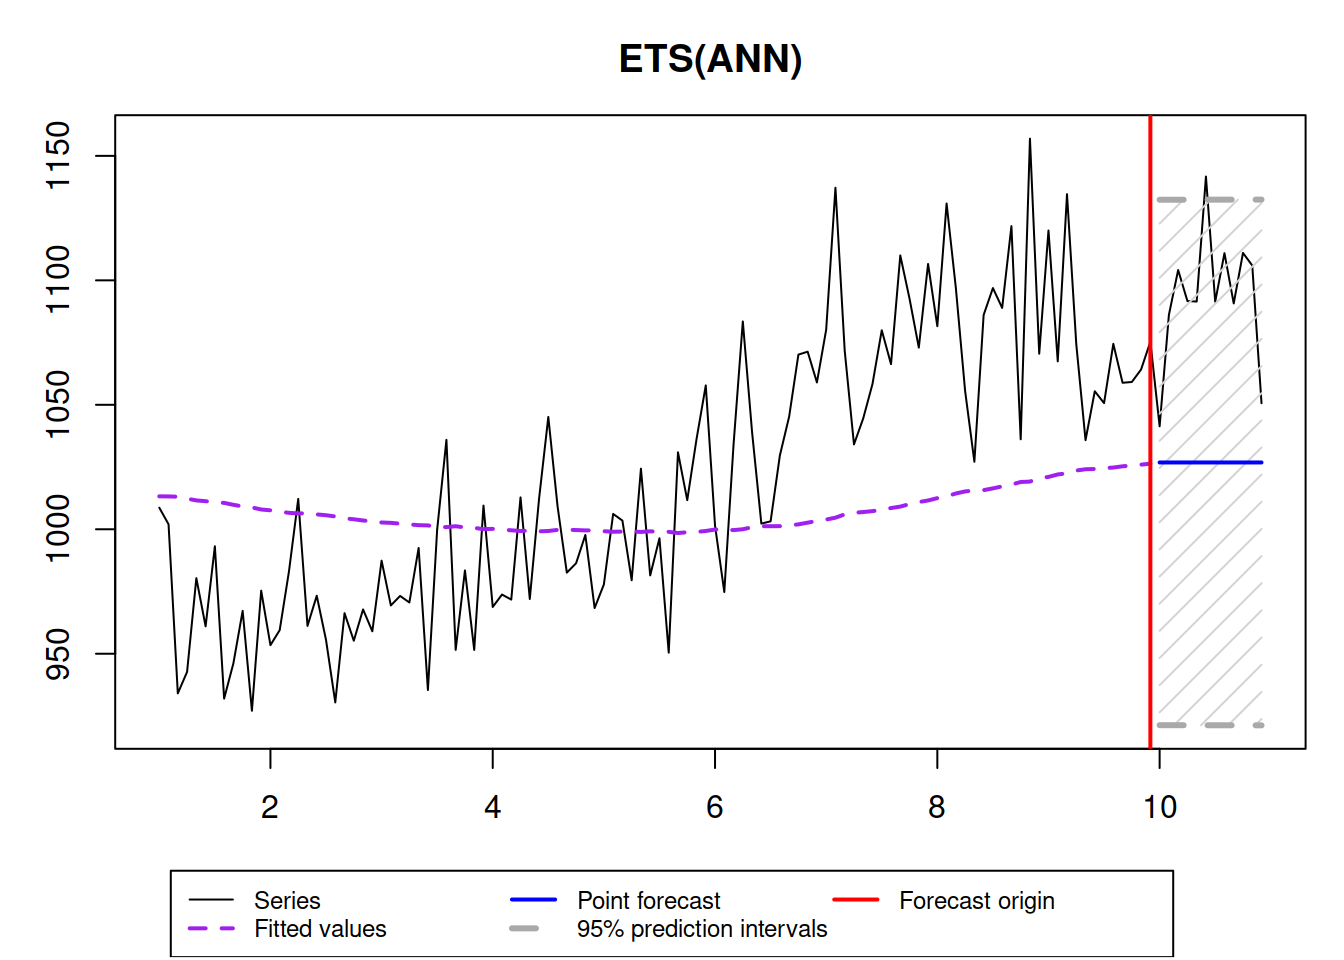 ETS(ANN)
1150
1100
1050
1000
950
2 4 6 8 10
Series Point forecast Forecast origin
Fitted values 95% prediction intervals